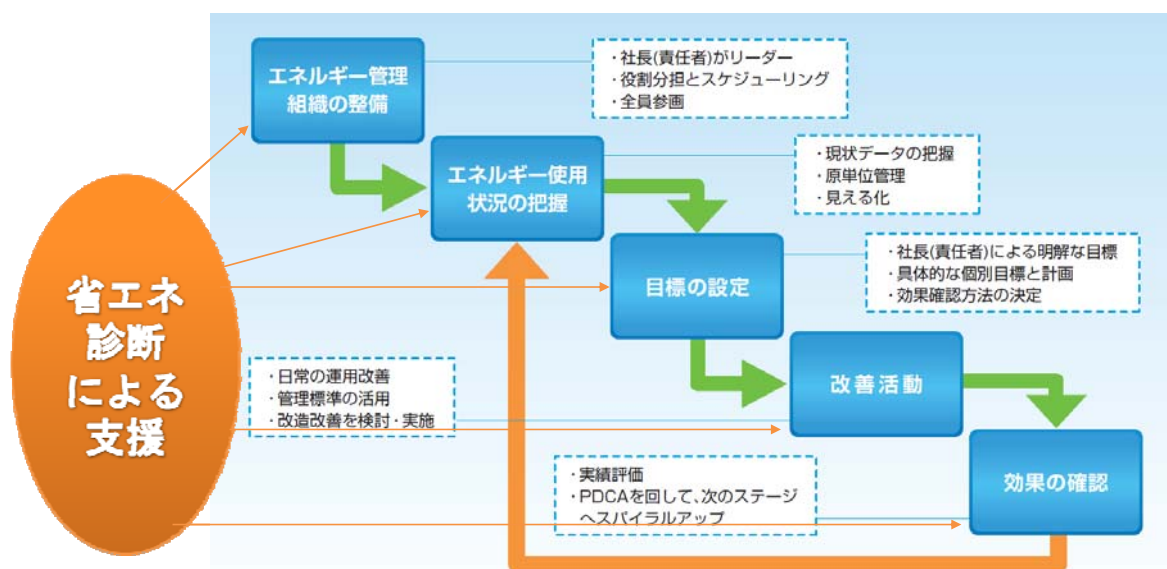 エネルギー管理
組織の整備
・社長(責任者)がリーダー
・役割分担とスケジューリング
・全員参画
エネルギー使用
状況の把握
・現状データの把握
・原単位管理
・見える化
目標の設定
・社長(責任者)による明解な目標
・具体的な個別目標と計画
・効果確認方法の決定
省エネ
診断
による
支援
・日常の運用改善
・管理標準の活用
・改造改善を検討・実施
改善活動
・実績評価
・PDCAを回して、次のステージ
へスパイラルアップ
効果の確認